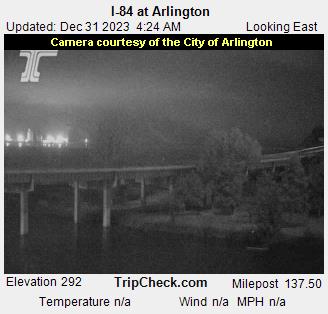 I-84 at Arlington
Updated: Dec 31 2023 4:24 AM Looking East
Camera courtesy of the City of Arlington
Elevation 292 TripCheck.com Milepost 137.50
Temperature n/a Wind n/a MPH n/a